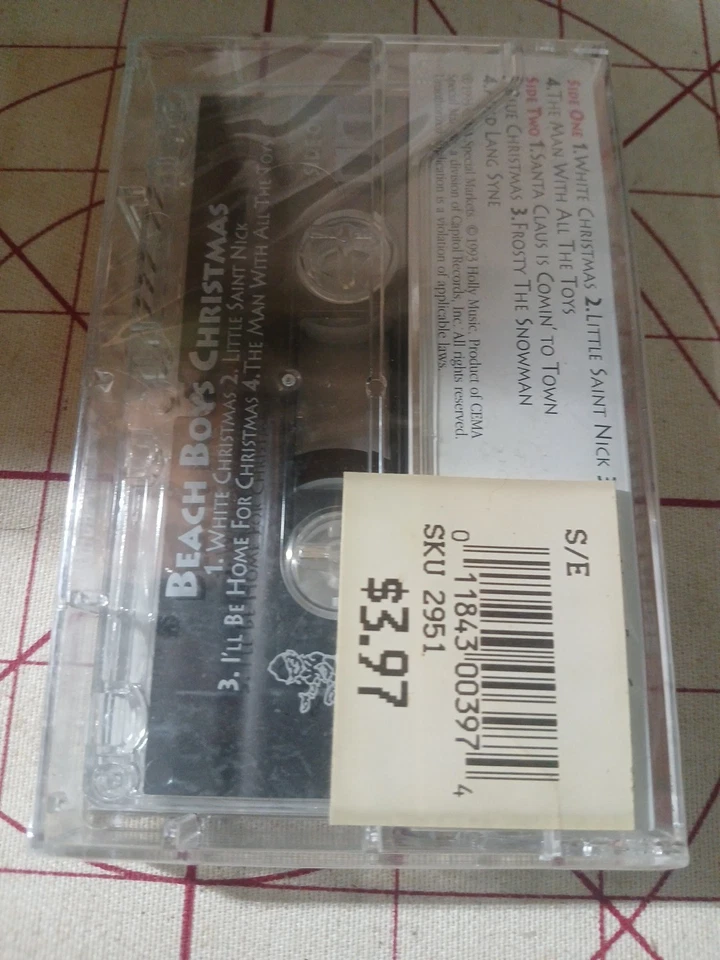 SIDE ONE 1. WHITE CHRISTMAS 2. LITTLE SAINT NICK 3
4. THE MAN WITH ALL THE TOYS
SIDE TWO 1. SANTA CLAUS IS COMIN' TO TOWN
BLUE CHRISTMAS 3. FROSTY THE SNOWMAN
4. LANG SYNE
Special Markets. © 1993 Holly Music. Product of CEMA
Special a division of Capitol Records, Inc. All rights reserved.
duplication is a violation of applicable laws.
BEACH BOYS CHRISTMAS
1. WHITE CHRISTMAS 2. LITTLE SAINT NICK
3. I'LL BE HOME FOR CHRISTMAS 4. THE MAN WITH ALL THE TOYS
S/E
0 11843 00397 4
SKU 2951
$3.97